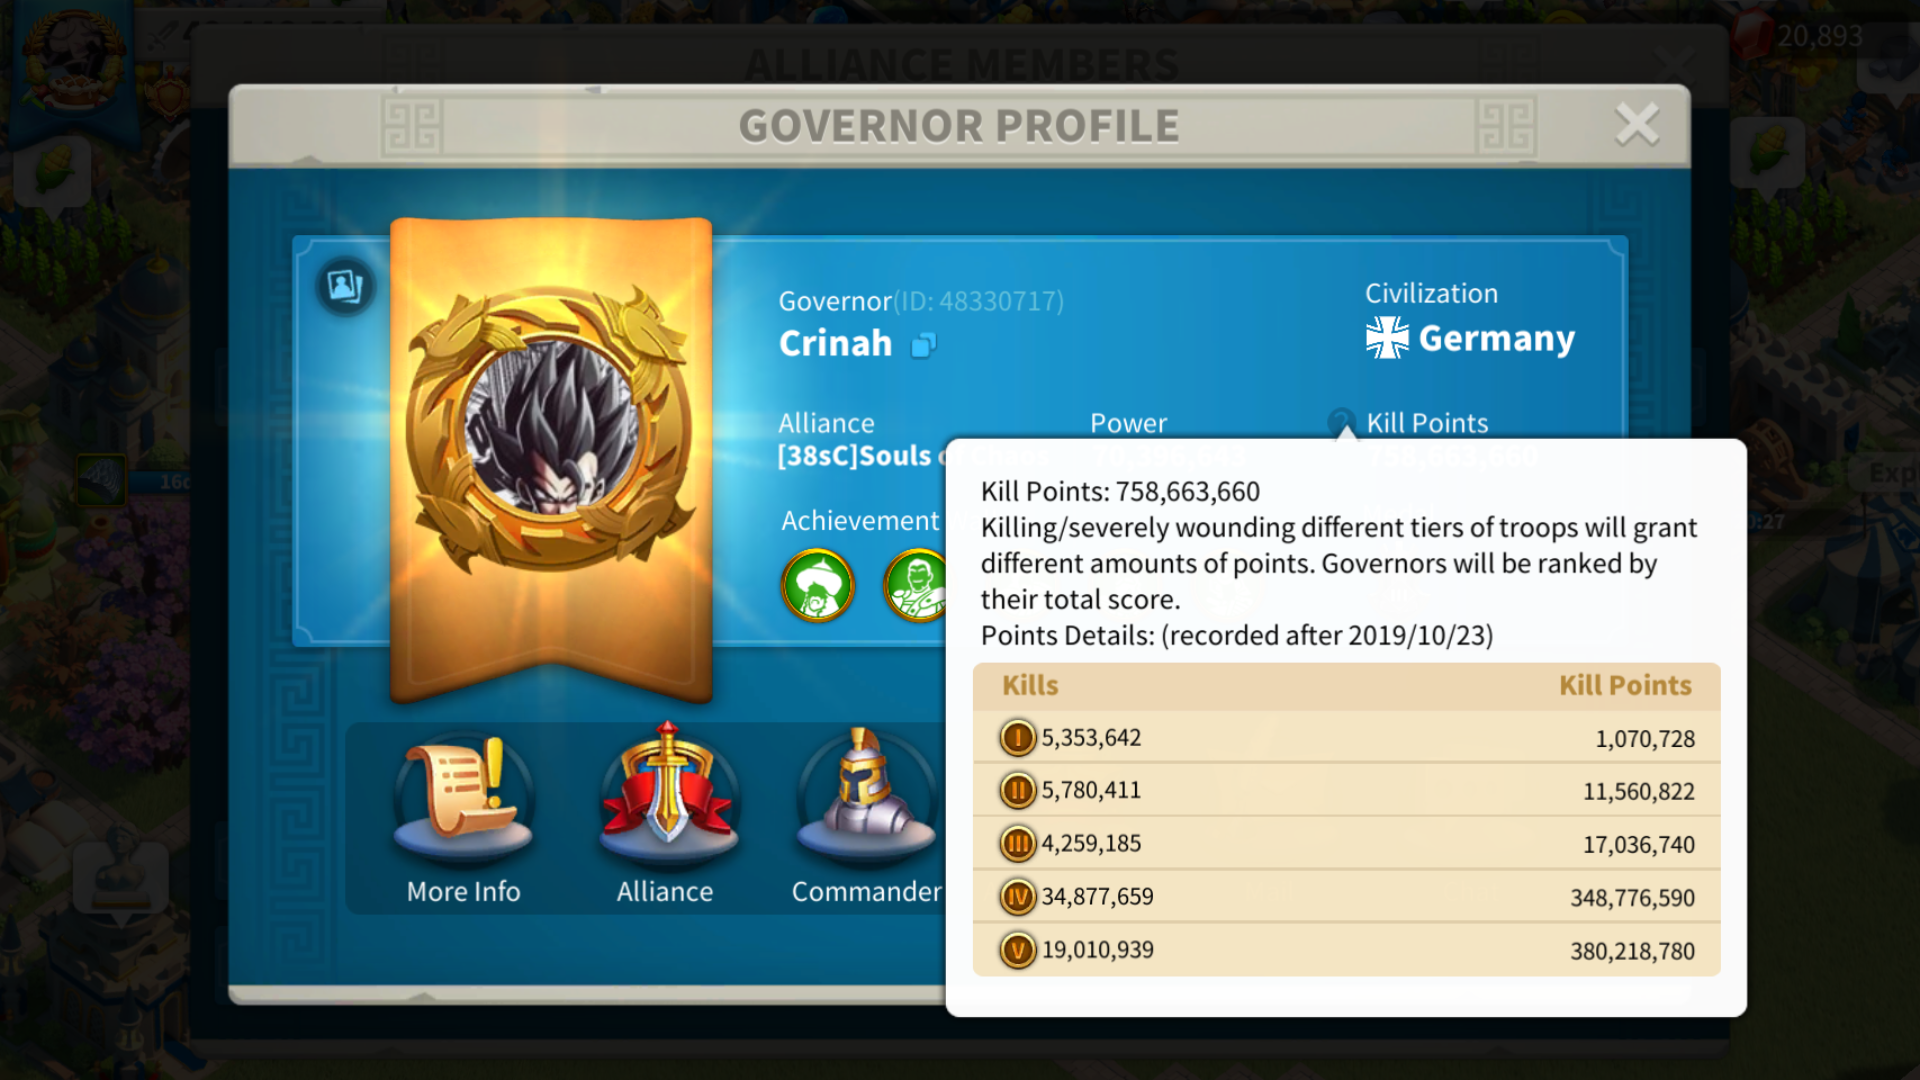 ALLIANCE MEMBERS
20,893
GOVERNOR PROFILE
Governor(ID: 48330717)
Crinah
Civilization
Germany
Alliance
[38sC]Souls
Power
Kill Points
Achievement
Kill Points: 758,663,660
Killing/severely wounding different tiers of troops will grant
different amounts of points. Governors will be ranked by
their total score.
Points Details: (recorded after 2019/10/23)
Kills Kill Points
I 5,353,642 1,070,728
II 5,780,411 11,560,822
III 4,259,185 17,036,740
IV 34,877,659 348,776,590
V 19,010,939 380,218,780
More Info
Alliance
Commander
Exp